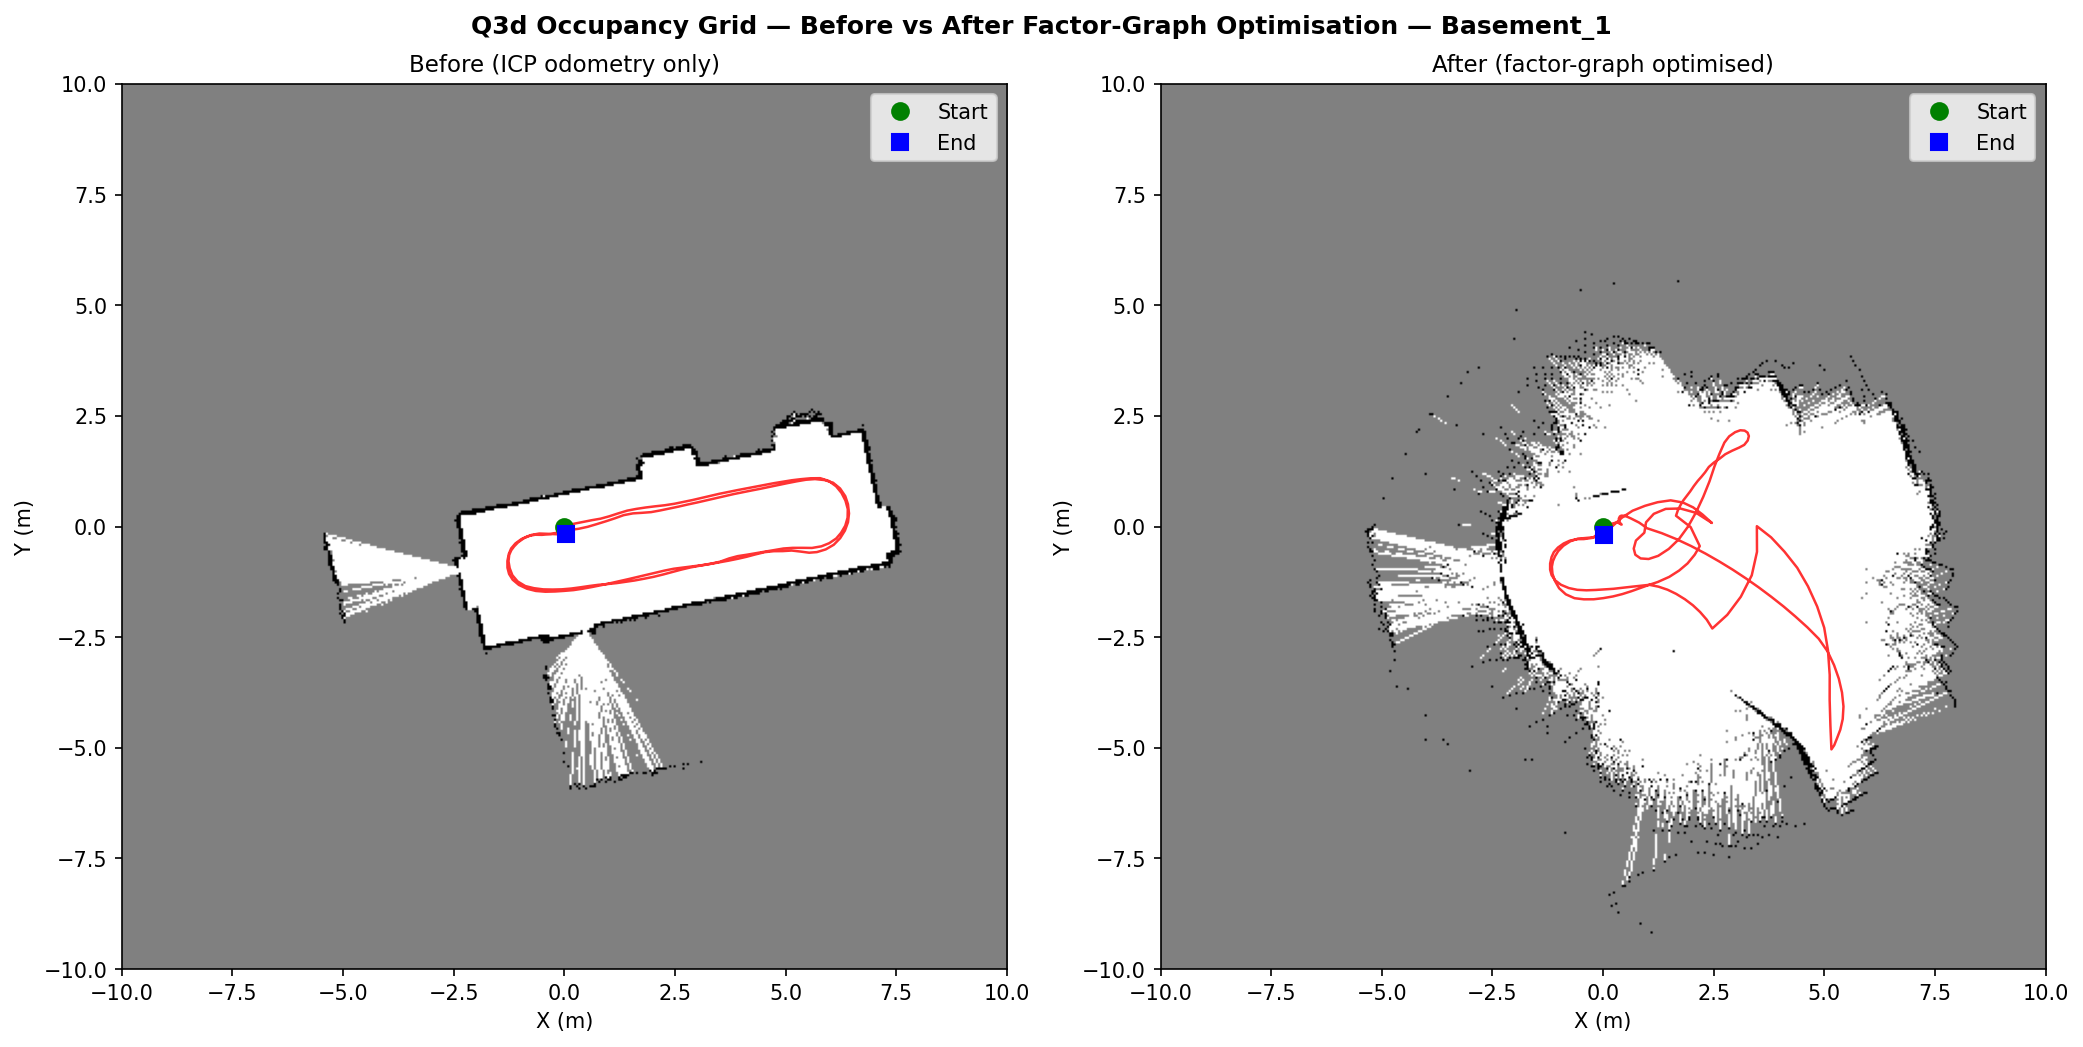 Q3d Occupancy Grid — Before vs After Factor-Graph Optimisation — Basement_1
Before (ICP odometry only)
10.0
7.5
5.0
2.5
0.0
−2.5
−5.0
−7.5
−10.0
Y (m)
−10.0 −7.5 −5.0 −2.5 0.0 2.5 5.0 7.5 10.0
X (m)
Start
End
After (factor-graph optimised)
10.0
7.5
5.0
2.5
0.0
−2.5
−5.0
−7.5
−10.0
Y (m)
−10.0 −7.5 −5.0 −2.5 0.0 2.5 5.0 7.5 10.0
X (m)
Start
End